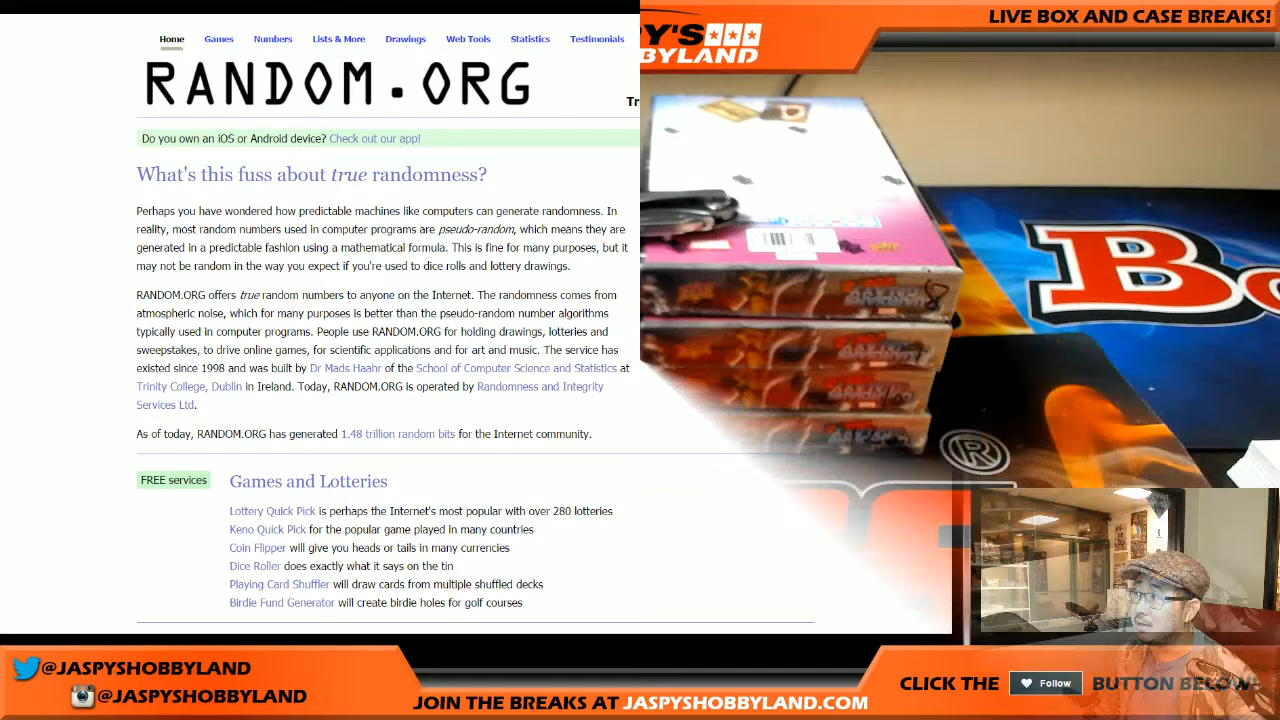 LIVE BOX AND CASE BREAKS!
Home Games Numbers Lists & More Drawings Web Tools Statistics Testimonials
Y'S
BYLAND
RANDOM.ORG
Tr
Do you own an iOS or Android device? Check out our app!
What's this fuss about true randomness?
Perhaps you have wondered how predictable machines like computers can generate randomness. In
reality, most random numbers used in computer programs are pseudo-random, which means they are
generated in a predictable fashion using a mathematical formula. This is fine for many purposes, but it
may not be random in the way you expect if you're used to dice rolls and lottery drawings.
RANDOM.ORG offers true random numbers to anyone on the Internet. The randomness comes from
atmospheric noise, which for many purposes is better than the pseudo-random number algorithms
typically used in computer programs. People use RANDOM.ORG for holding drawings, lotteries and
sweepstakes, to drive online games, for scientific applications and for art and music. The service has
existed since 1998 and was built by Dr Mads Haahr of the School of Computer Science and Statistics at
Trinity College, Dublin in Ireland. Today, RANDOM.ORG is operated by Randomness and Integrity
Services Ltd.
As of today, RANDOM.ORG has generated 1.48 trillion random bits for the Internet community.
FREE services
Games and Lotteries
Lottery Quick Pick is perhaps the Internet's most popular with over 280 lotteries
Keno Quick Pick for the popular game played in many countries
Coin Flipper will give you heads or tails in many currencies
Dice Roller does exactly what it says on the tin
Playing Card Shuffler will draw cards from multiple shuffled decks
Birdie Fund Generator will create birdie holes for golf courses
Bo
®
@JASPYSHOBBYLAND
@JASPYSHOBBYLAND
JOIN THE BREAKS AT JASPYSHOBBYLAND.COM
CLICK THE Follow BUTTON BELOW!